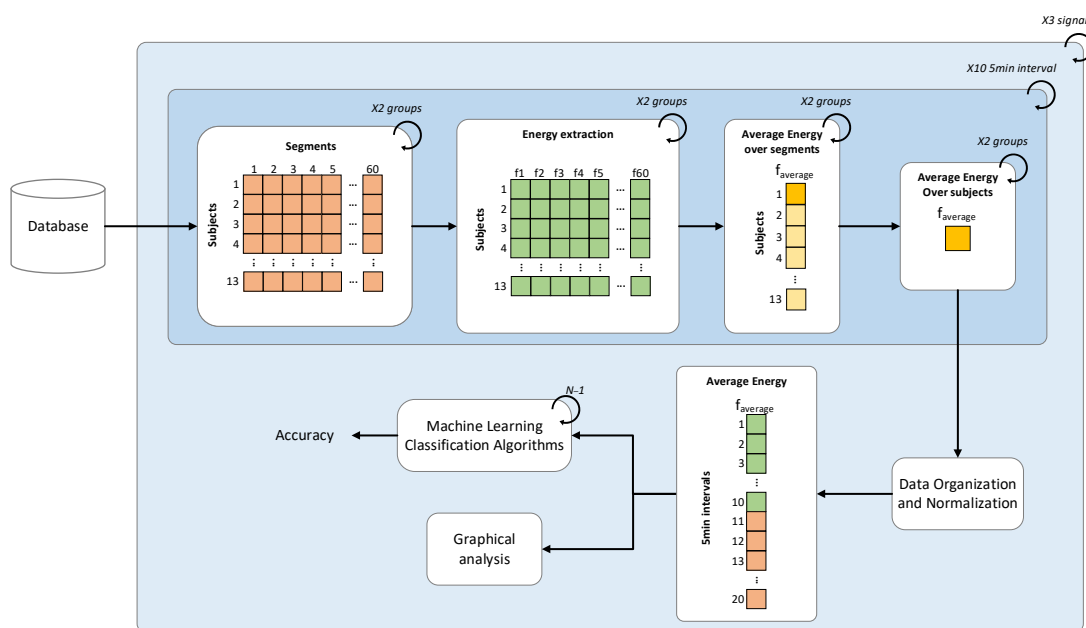 X3 signal
X10 5min interval
X2 groups
X2 groups
X2 groups
X2 groups
Database
Segments
1 2 3 4 5 ... 60
Subjects
1
2
3
4
13
Energy extraction
f1 f2 f3 f4 f5 ... f60
Subjects
1
2
3
4
13
Average Energy
over segments
faverage
Subjects
1
2
3
4
13
Average Energy
Over subjects
faverage
Data Organization
and Normalization
Average Energy
faverage
5min intervals
1
2
3
10
11
12
13
20
N–1
Machine Learning
Classification Algorithms
Accuracy
Graphical
analysis